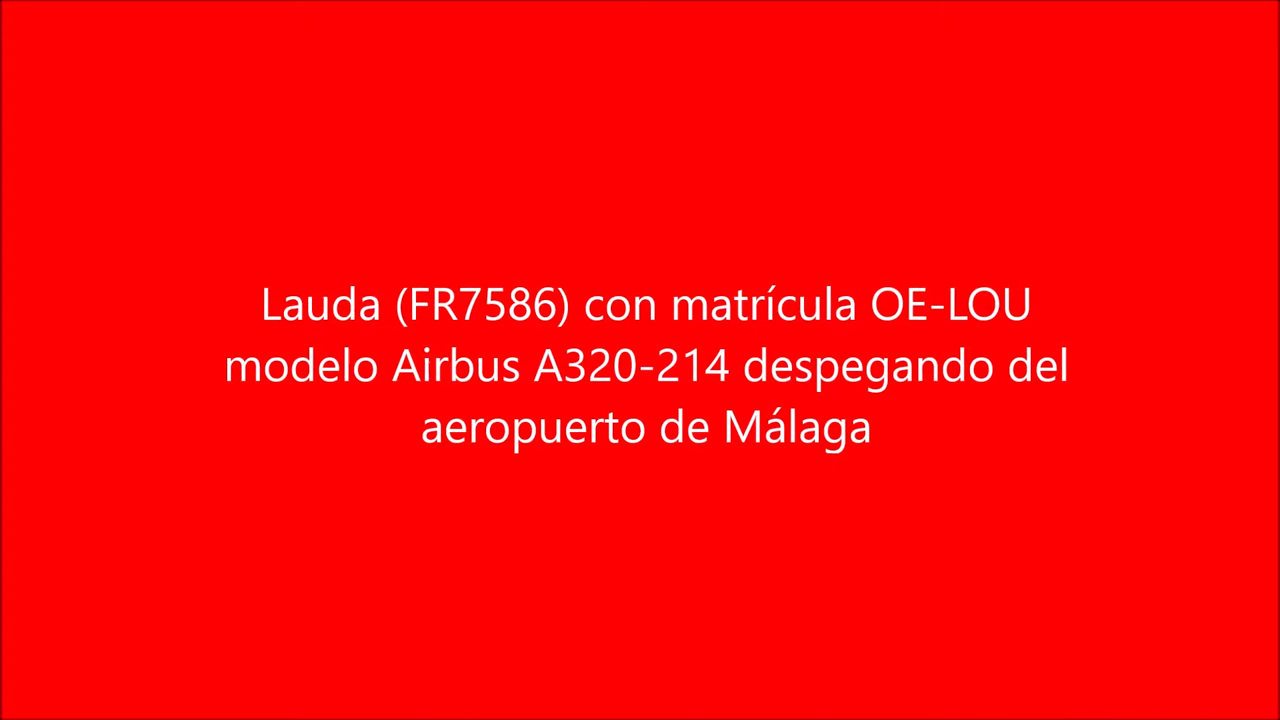 Lauda (FR7586) con matrícula OE-LOU
modelo Airbus A320-214 despegando del
aeropuerto de Málaga